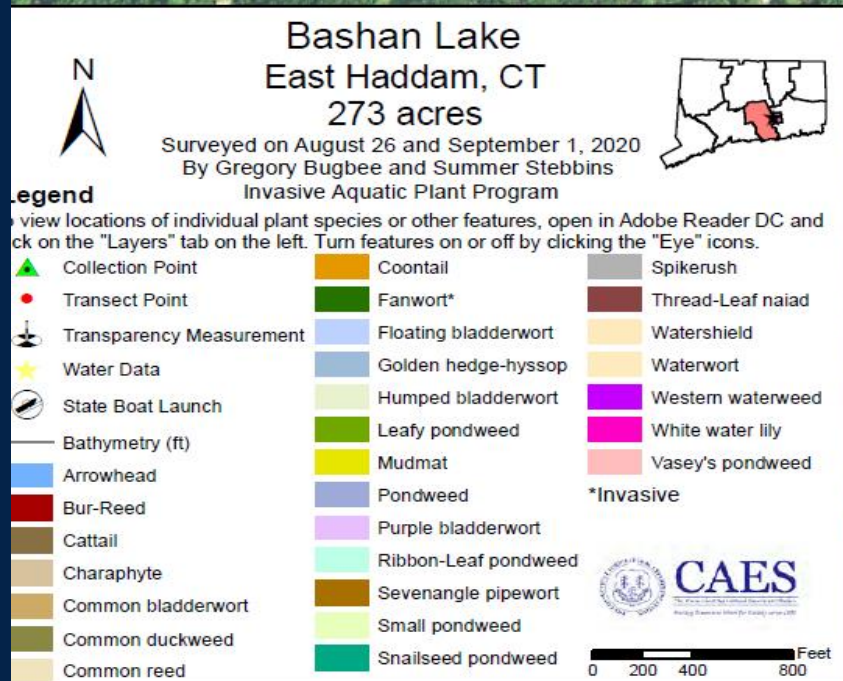 Bashan Lake
East Haddam, CT
273 acres
Surveyed on August 26 and September 1, 2020
By Gregory Bugbee and Summer Stebbins
Invasive Aquatic Plant Program
N
Legend
view locations of individual plant species or other features, open in Adobe Reader DC and
ck on the "Layers" tab on the left. Turn features on or off by clicking the "Eye" icons.
Collection Point
Transect Point
Transparency Measurement
Water Data
State Boat Launch
Bathymetry (ft)
Arrowhead
Bur-Reed
Cattail
Charaphyte
Common bladderwort
Common duckweed
Common reed
Coontail
Fanwort*
Floating bladderwort
Golden hedge-hyssop
Humped bladderwort
Leafy pondweed
Mudmat
Pondweed
Purple bladderwort
Ribbon-Leaf pondweed
Sevenangle pipewort
Small pondweed
Snailseed pondweed
Spikerush
Thread-Leaf naiad
Watershield
Waterwort
Western waterweed
White water lily
Vasey's pondweed
*Invasive
CAES
Feet
0 200 400 800